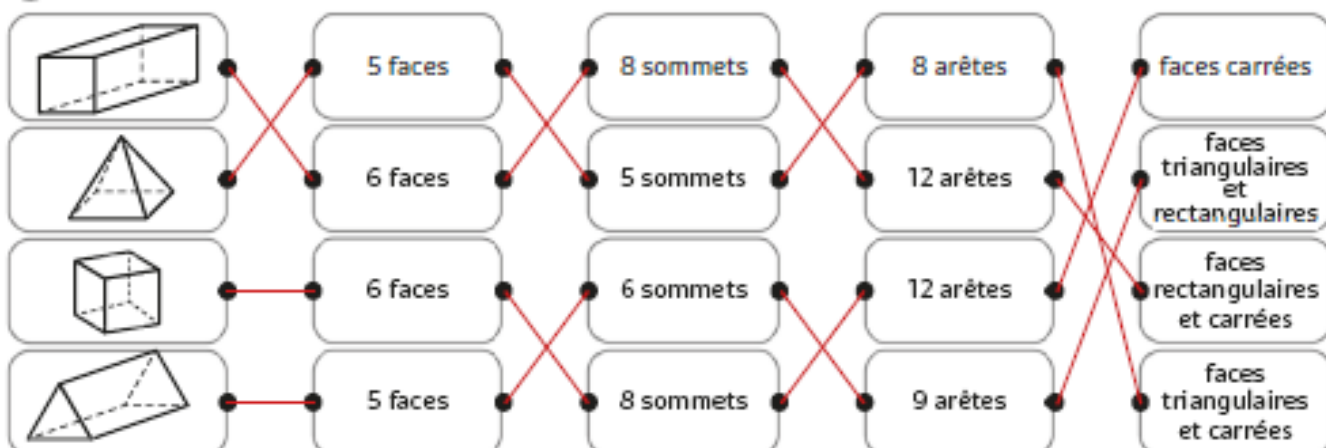 5 faces
8 sommets
8 arêtes
faces carrées
6 faces
5 sommets
12 arêtes
faces
triangulaires
et
rectangulaires
6 faces
6 sommets
12 arêtes
faces
rectangulaires
et carrées
5 faces
8 sommets
9 arêtes
faces
triangulaires
et carrées